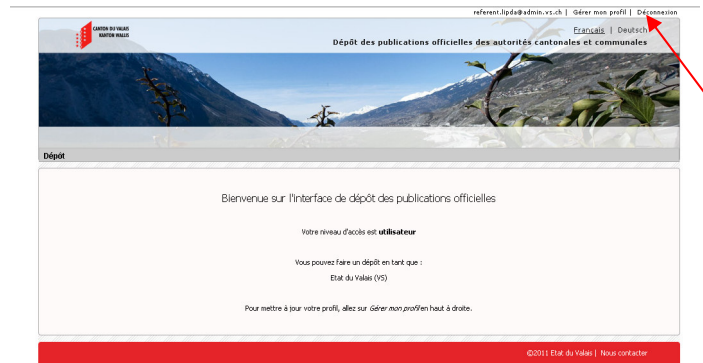 referent.lipda@admin.vs.ch | Gérer mon profil | Déconnexion
CANTON DU VALAIS
KANTON WALLIS
Français | Deutsch
Dépôt des publications officielles des autorités cantonales et communales
Dépôt
Bienvenue sur l'interface de dépôt des publications officielles
Votre niveau d'accès est utilisateur
Vous pouvez faire un dépôt en tant que :
Etat du Valais (VS)
Pour mettre à jour votre profil, allez sur Gérer mon profil en haut à droite.
©2011 Etat du Valais | Nous contacter